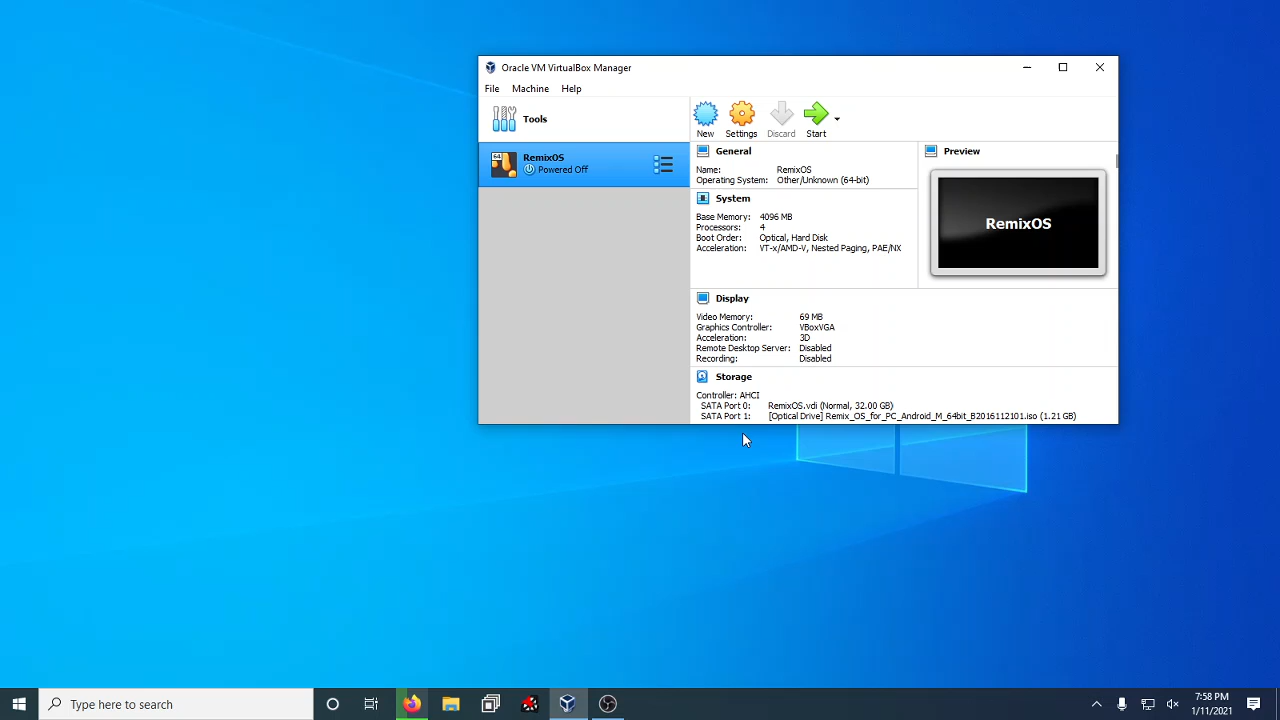 Oracle VM VirtualBox Manager
File Machine Help
Tools
New Settings Discard Start
64
RemixOS
Powered Off
General
Name: RemixOS
Operating System: Other/Unknown (64-bit)
System
Base Memory: 4096 MB
Processors: 4
Boot Order: Optical, Hard Disk
Acceleration: VT-x/AMD-V, Nested Paging, PAE/NX
Preview
RemixOS
Display
Video Memory: 69 MB
Graphics Controller: VBoxVGA
Acceleration: 3D
Remote Desktop Server: Disabled
Recording: Disabled
Storage
Controller: AHCI
SATA Port 0: RemixOS.vdi (Normal, 32.00 GB)
SATA Port 1: [Optical Drive] Remix_OS_for_PC_Android_M_64bit_B2016112101.iso (1.21 GB)
Type here to search
7:58 PM
1/11/2021